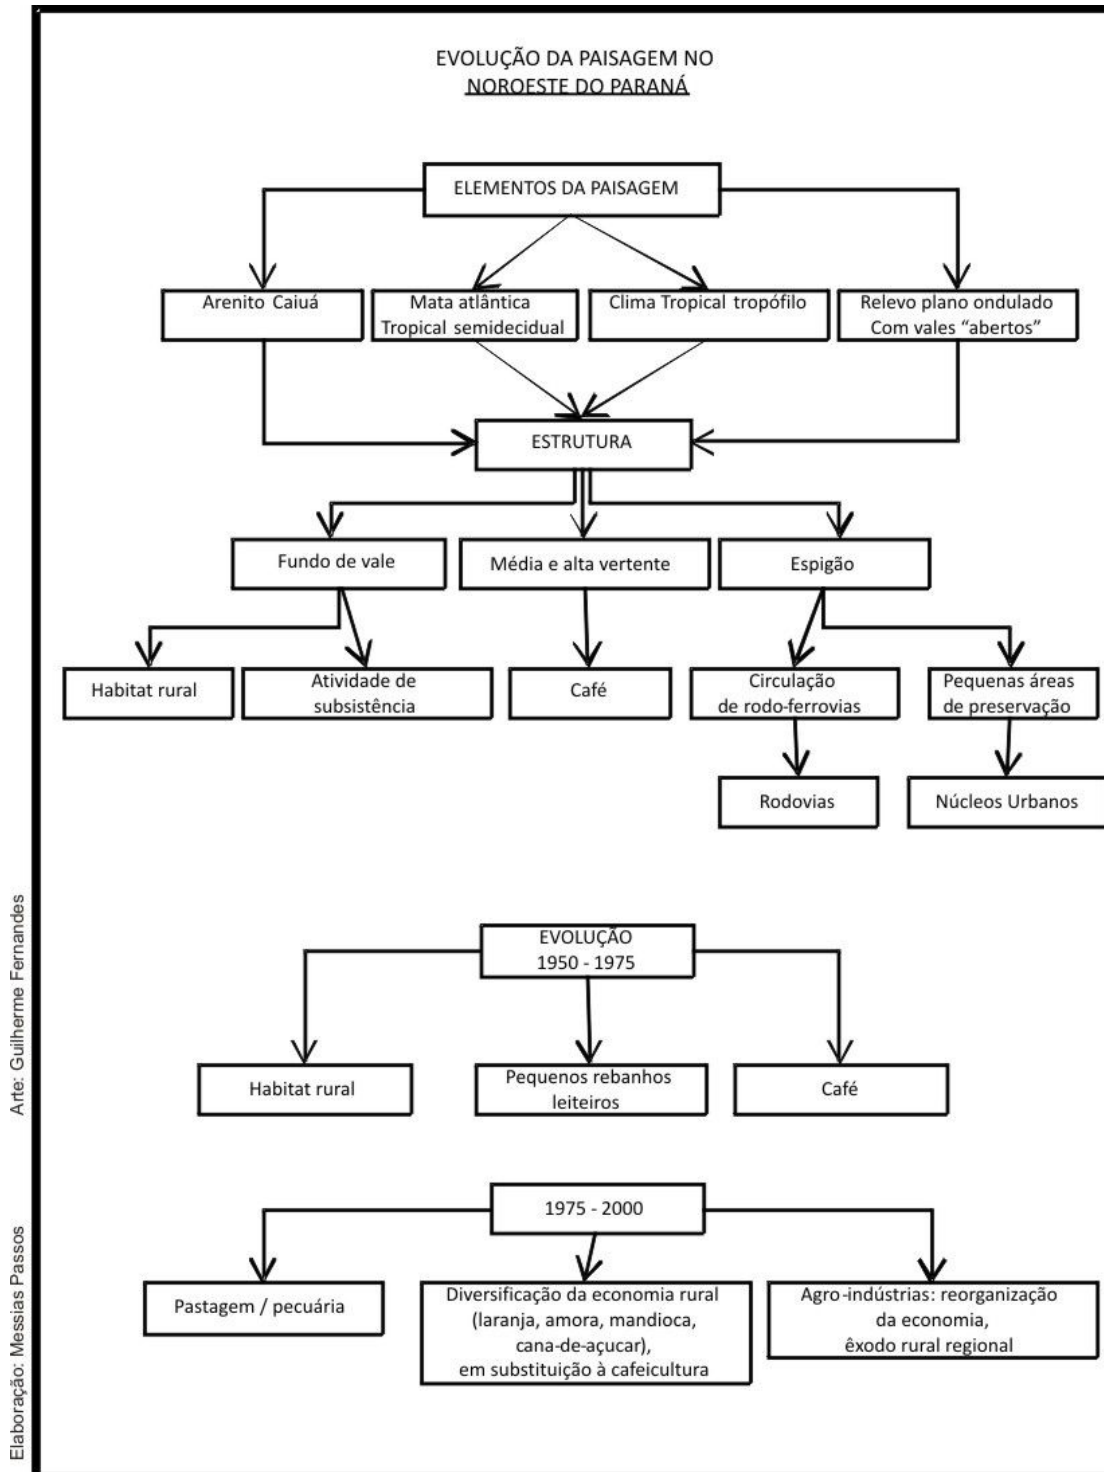 EVOLUÇÃO DA PAISAGEM NO
NOROESTE DO PARANÁ
ELEMENTOS DA PAISAGEM
Arenito Caiuá
Mata atlântica
Tropical semidecidual
Clima Tropical tropófilo
Relevo plano ondulado
Com vales “abertos”
ESTRUTURA
Fundo de vale
Média e alta vertente
Espigão
Habitat rural
Atividade de
subsistência
Café
Circulação
de rodo-ferrovias
Pequenas áreas
de preservação
Rodovias
Núcleos Urbanos
EVOLUÇÃO
1950 - 1975
Habitat rural
Pequenos rebanhos
leiteiros
Café
1975 - 2000
Pastagem / pecuária
Diversificação da economia rural
(laranja, amora, mandioca,
cana-de-açucar),
em substituição à cafeicultura
Agro-indústrias: reorganização
da economia,
êxodo rural regional
Elaboração: Messias Passos
Arte: Guilherme Fernandes